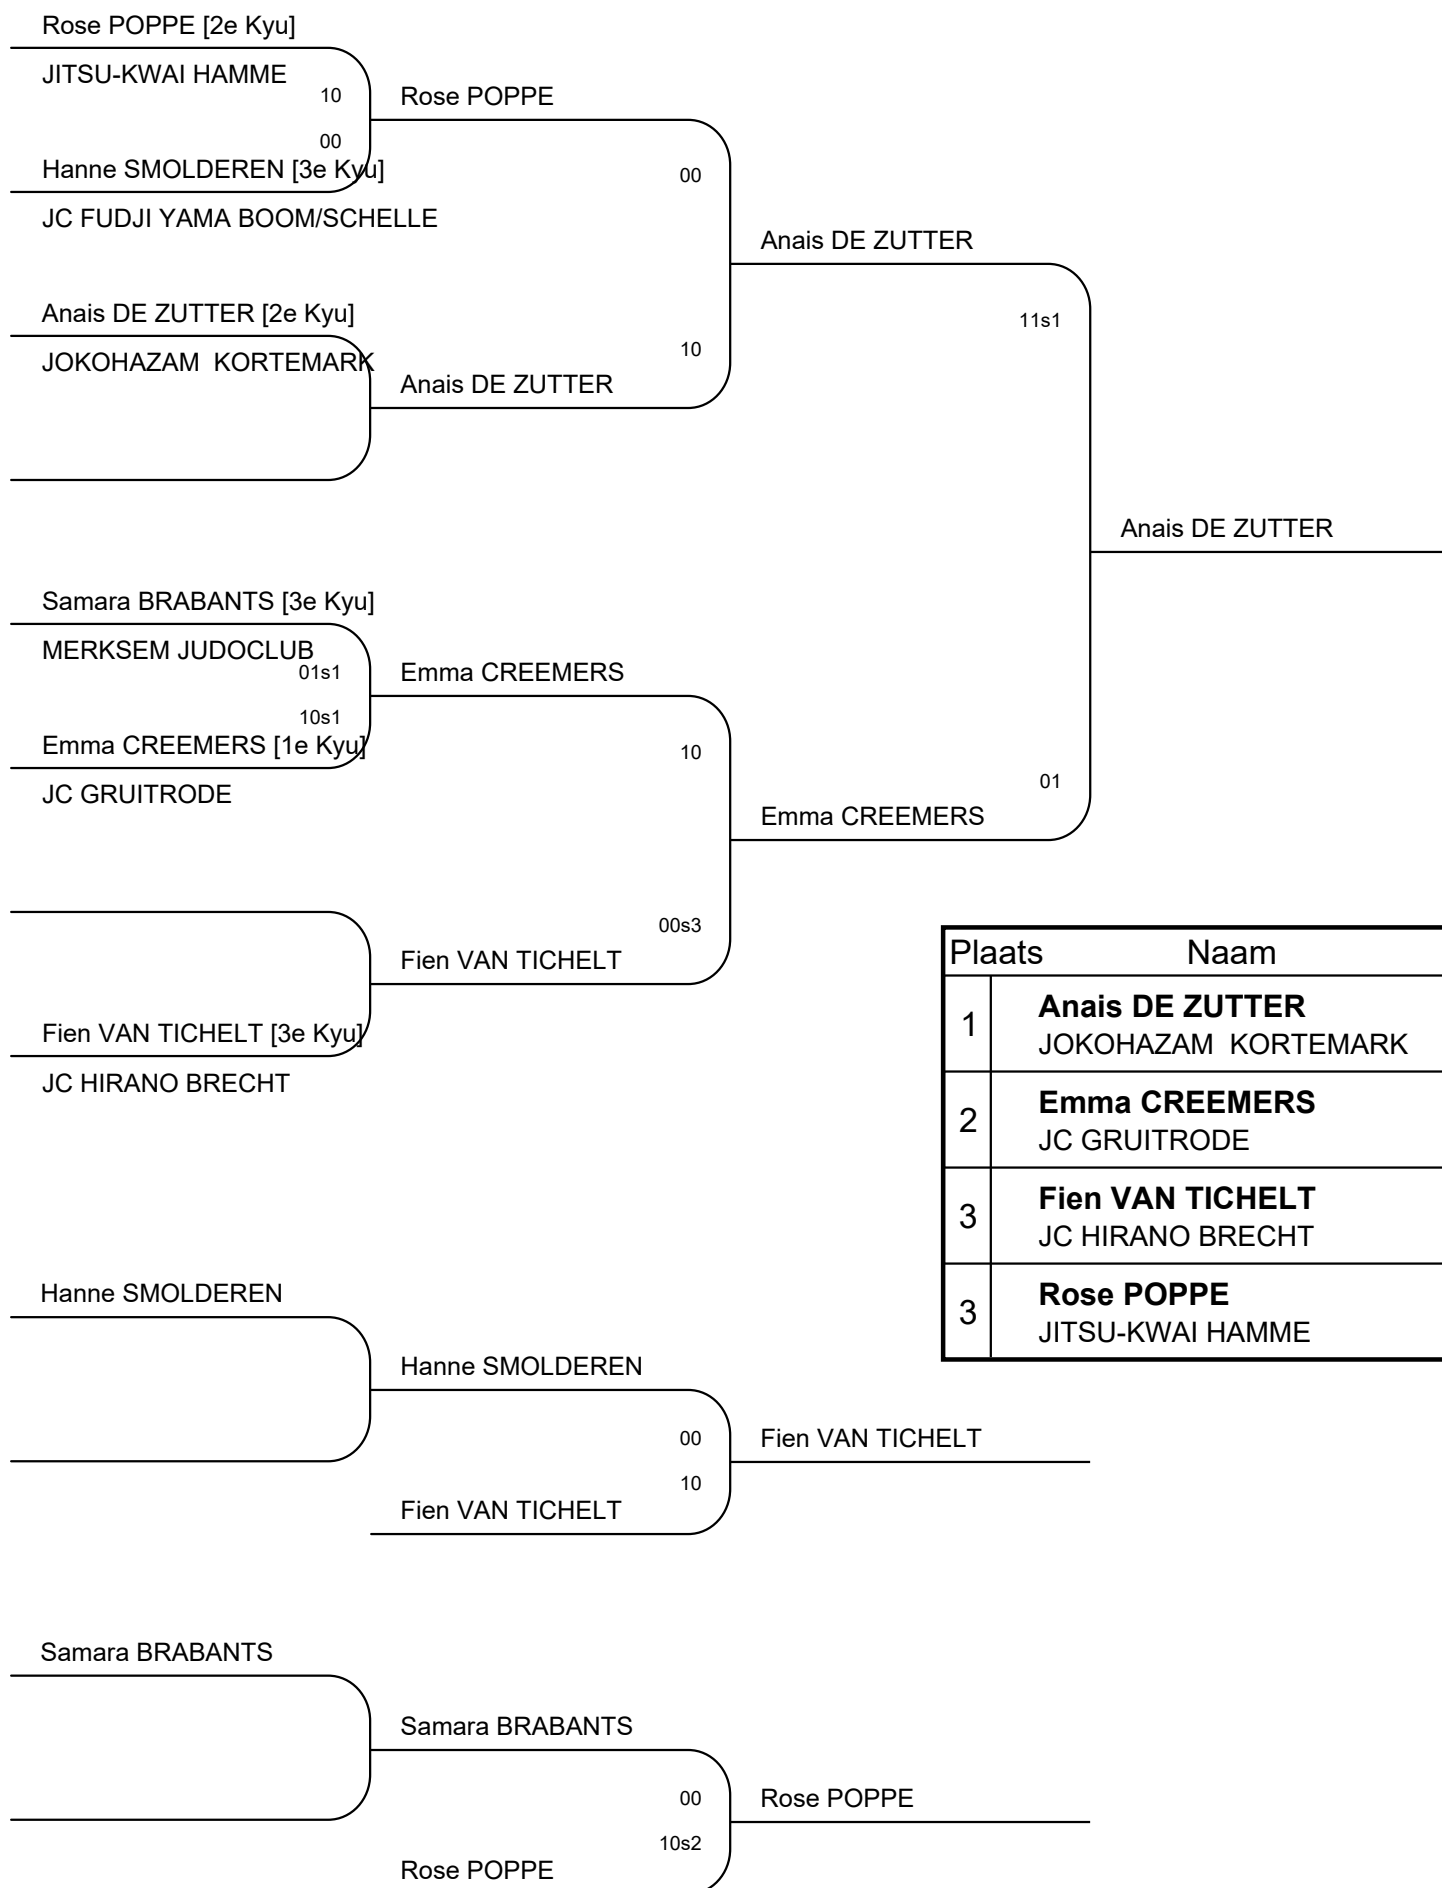 Rose POPPE [2e Kyu]
JITSU-KWAI HAMME
10
Rose POPPE
00
Hanne SMOLDEREN [3e Kyu]
00
JC FUDJI YAMA BOOM/SCHELLE
Anais DE ZUTTER
Anais DE ZUTTER [2e Kyu]
11s1
JOKOHAZAM  KORTEMARK
10
Anais DE ZUTTER
Anais DE ZUTTER
Samara BRABANTS [3e Kyu]
MERKSEM JUDOCLUB
01s1
Emma CREEMERS
10s1
Emma CREEMERS [1e Kyu]
10
JC GRUITRODE
01
Emma CREEMERS
00s3
Fien VAN TICHELT
Fien VAN TICHELT [3e Kyu]
JC HIRANO BRECHT
Plaats Naam
1 Anais DE ZUTTER
JOKOHAZAM  KORTEMARK
2 Emma CREEMERS
JC GRUITRODE
3 Fien VAN TICHELT
JC HIRANO BRECHT
3 Rose POPPE
JITSU-KWAI HAMME
Hanne SMOLDEREN
Hanne SMOLDEREN
00
Fien VAN TICHELT
10
Fien VAN TICHELT
Samara BRABANTS
Samara BRABANTS
00
Rose POPPE
10s2
Rose POPPE